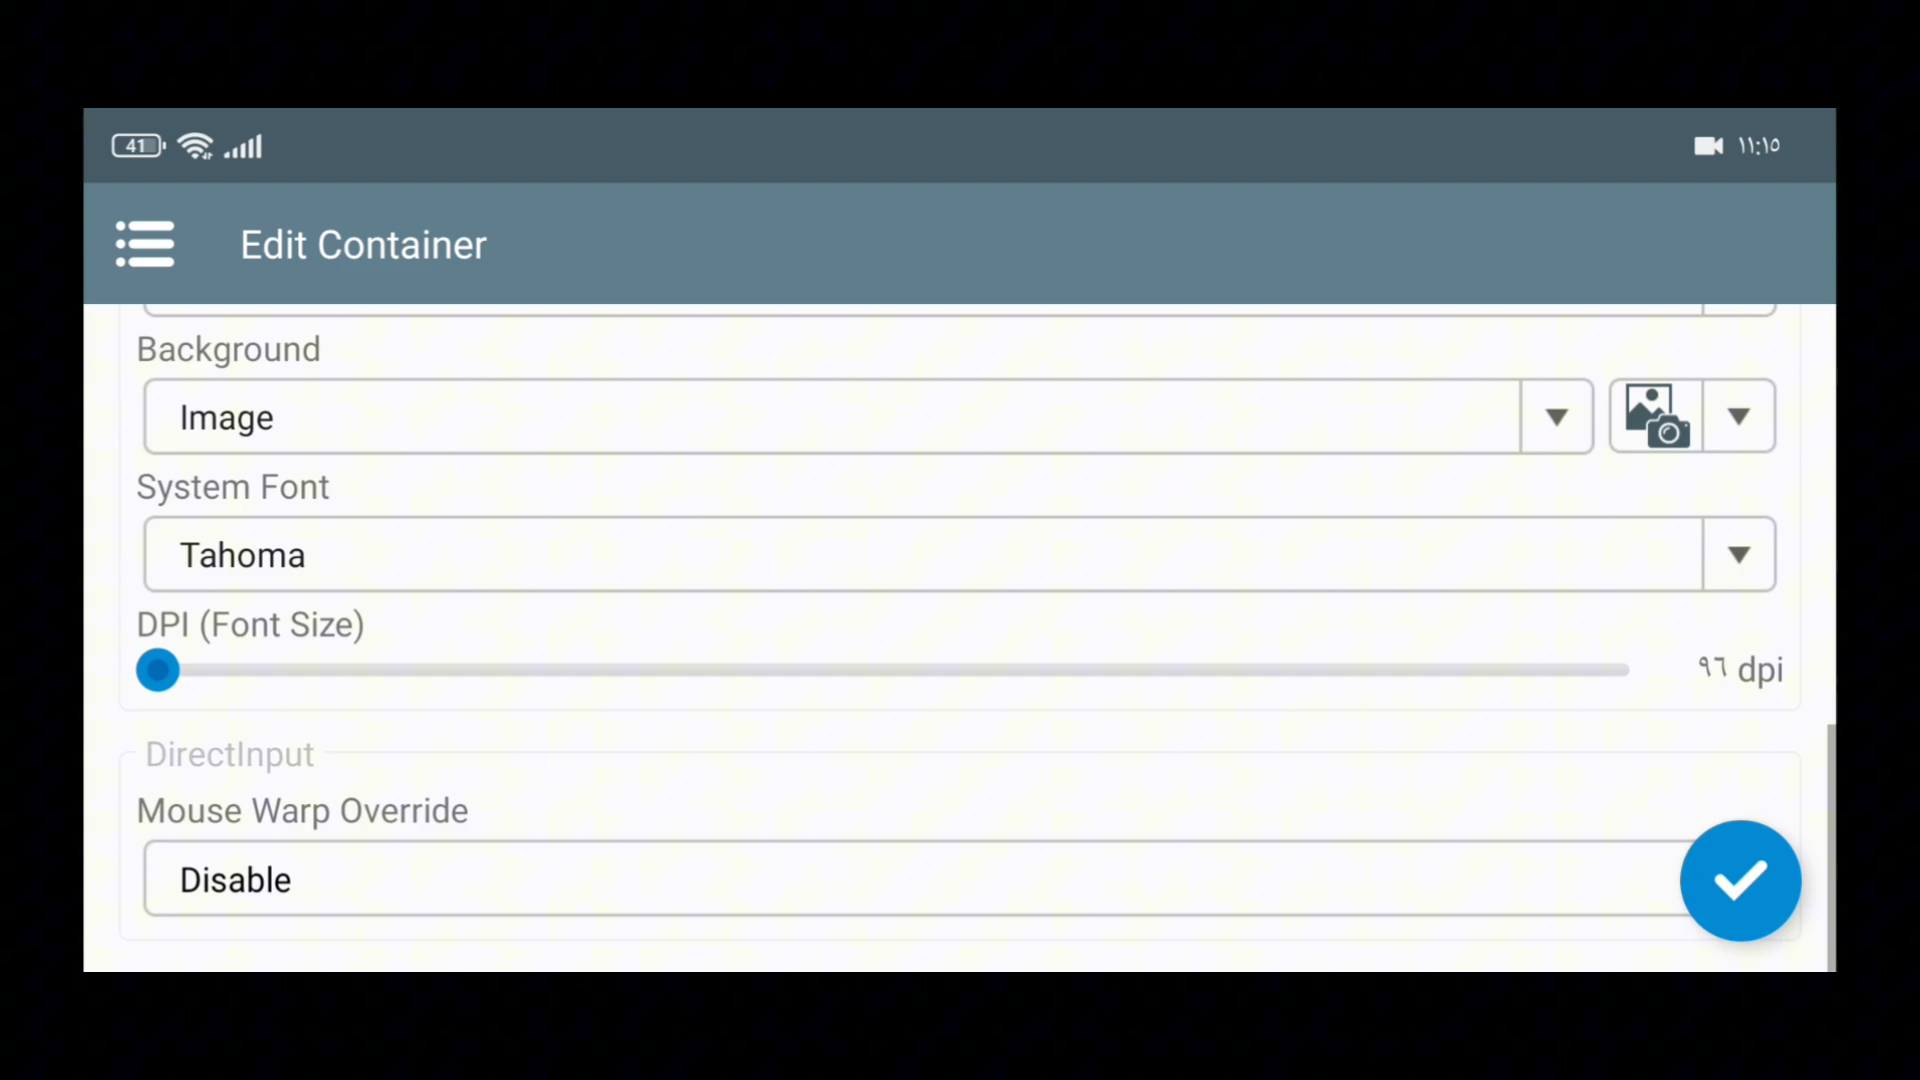 41
١١:١٥
Edit Container
Background
Image
System Font
Tahoma
DPI (Font Size)
٩٦ dpi
DirectInput
Mouse Warp Override
Disable